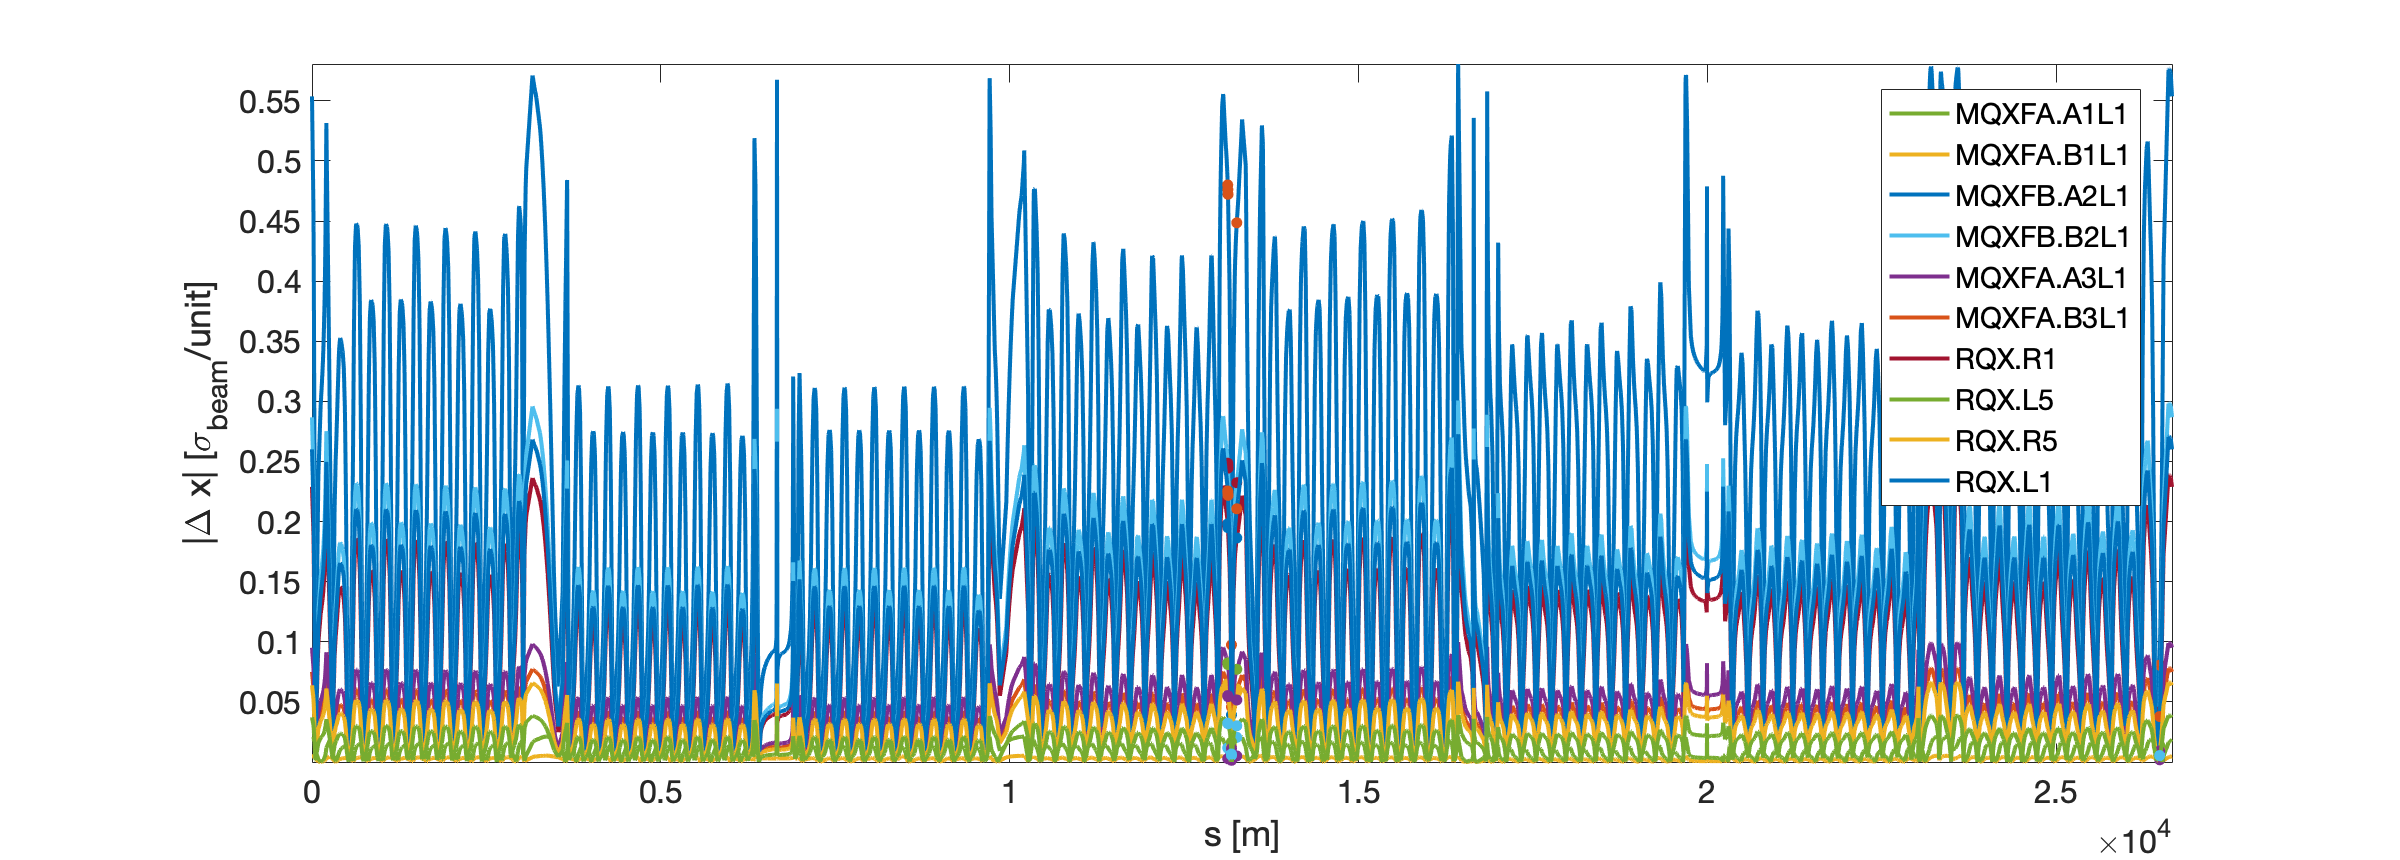 |Δ x| [σbeam/unit]
0.55
0.5
0.45
0.4
0.35
0.3
0.25
0.2
0.15
0.1
0.05
MQXFA.A1L1
MQXFA.B1L1
MQXFB.A2L1
MQXFB.B2L1
MQXFA.A3L1
MQXFA.B3L1
RQX.R1
RQX.L5
RQX.R5
RQX.L1
0 0.5 1 1.5 2 2.5
s [m]
×10⁴